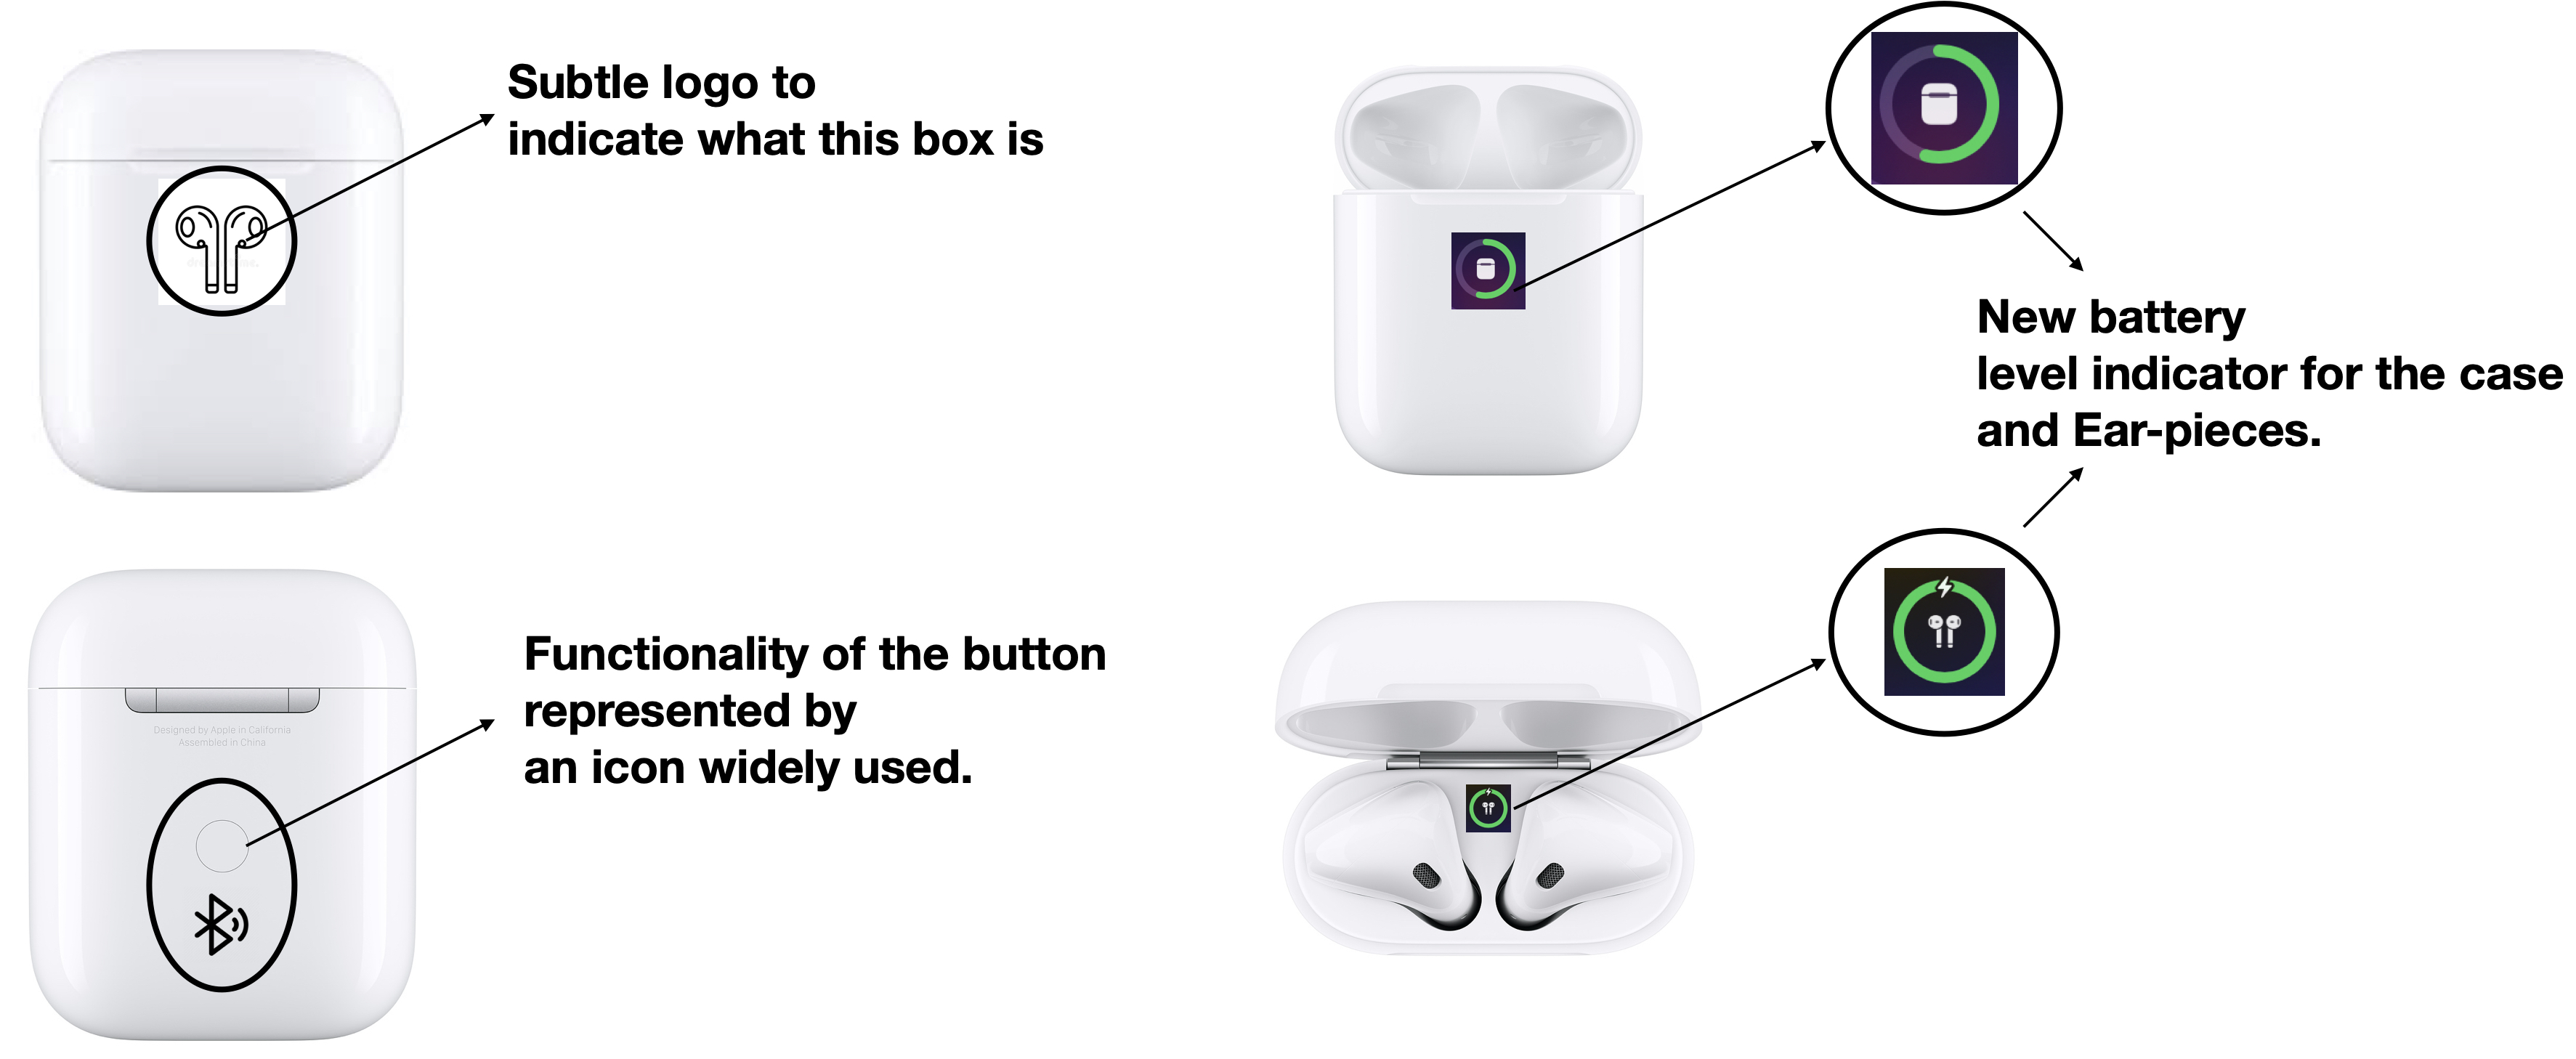 Subtle logo to
indicate what this box is
New battery
level indicator for the case
and Ear-pieces.
Functionality of the button
represented by
an icon widely used.
Designed by Apple in California
Assembled in China